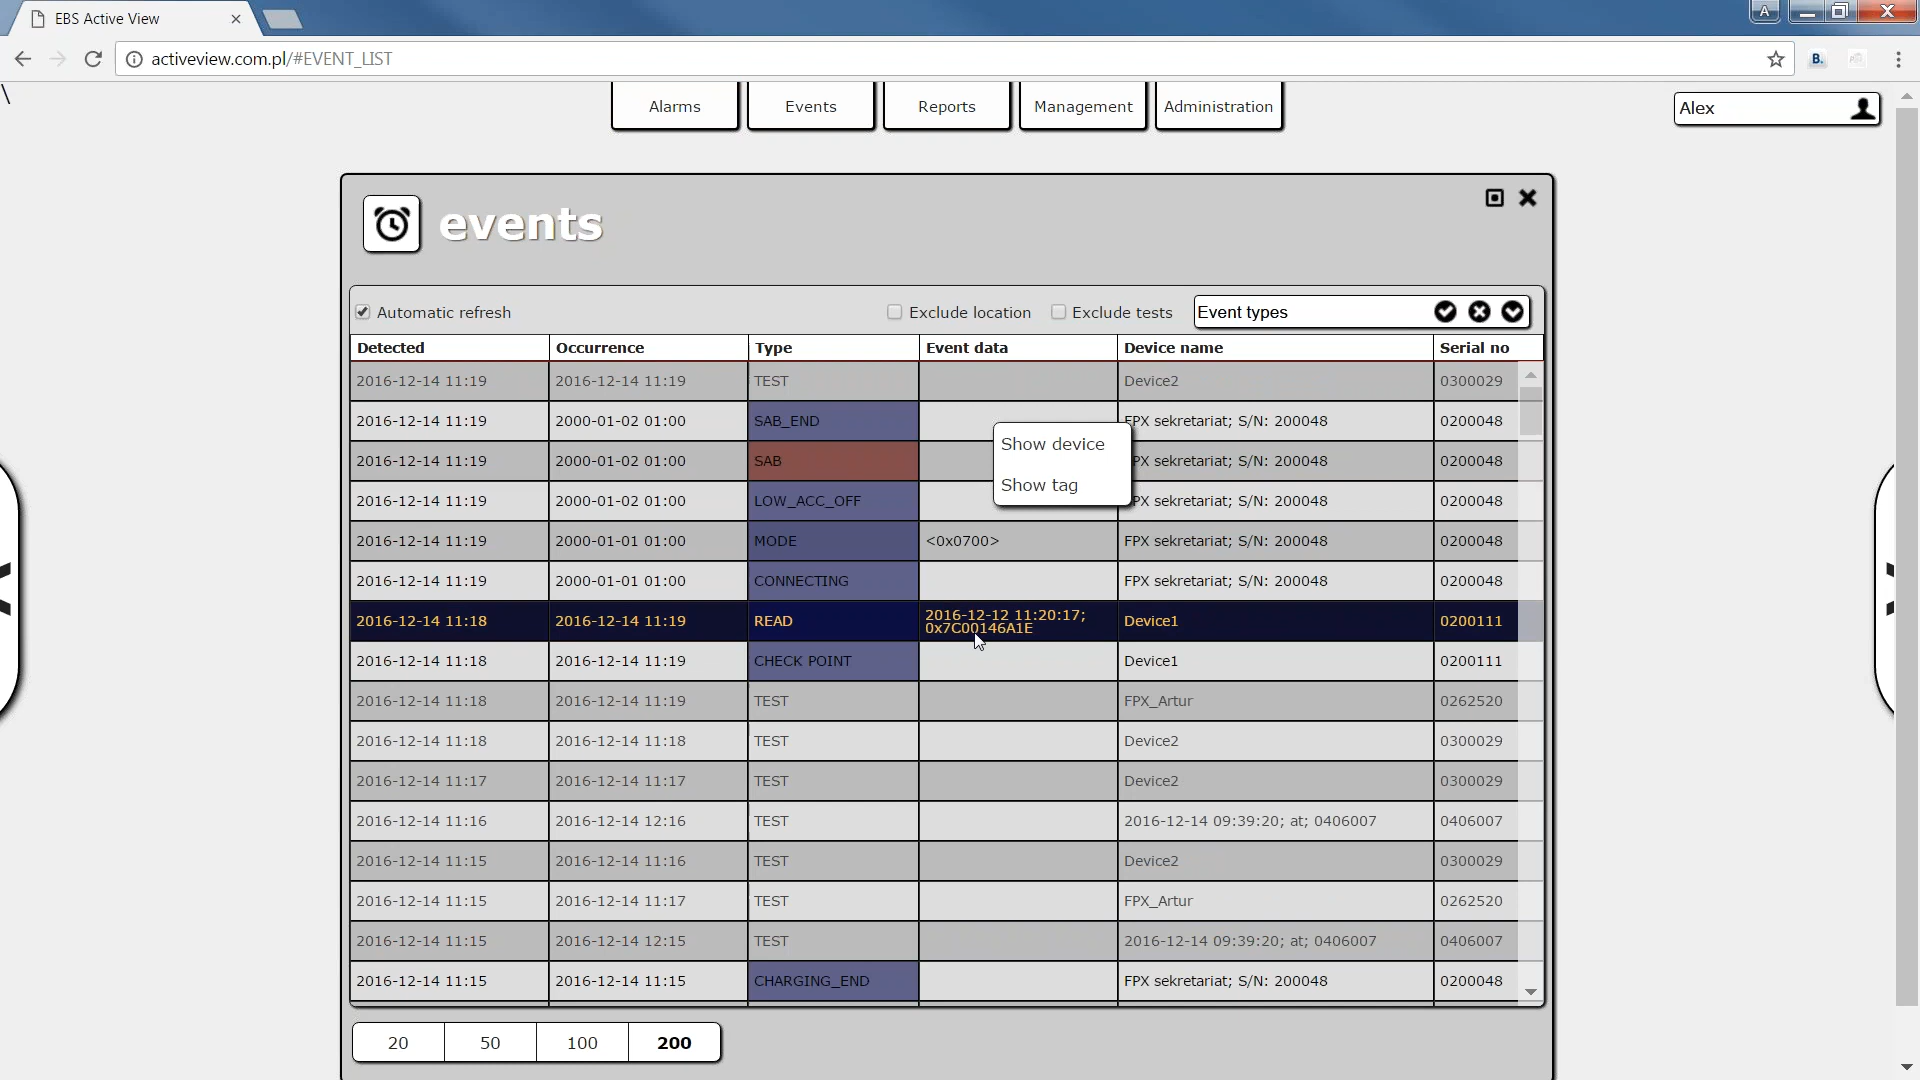 EBS Active View
A
activeview.com.pl/#EVENT_LIST
B.
\
Alarms
Events
Reports
Management
Administration
Alex
events
Automatic refresh
Exclude location
Exclude tests
Event types
Detected Occurrence Type Event data Device name Serial no
2016-12-14 11:19 2016-12-14 11:19 TEST Device2 0300029
2016-12-14 11:19 2000-01-02 01:00 SAB_END FPX sekretariat; S/N: 200048 0200048
Show device
2016-12-14 11:19 2000-01-02 01:00 SAB PX sekretariat; S/N: 200048 0200048
Show tag
2016-12-14 11:19 2000-01-02 01:00 LOW_ACC_OFF FPX sekretariat; S/N: 200048 0200048
2016-12-14 11:19 2000-01-01 01:00 MODE <0x0700> FPX sekretariat; S/N: 200048 0200048
2016-12-14 11:19 2000-01-01 01:00 CONNECTING FPX sekretariat; S/N: 200048 0200048
2016-12-14 11:18 2016-12-14 11:19 READ 2016-12-12 11:20:17; Device1 0200111
0x7C00146A1E
2016-12-14 11:18 2016-12-14 11:19 CHECK POINT Device1 0200111
2016-12-14 11:18 2016-12-14 11:19 TEST FPX_Artur 0262520
2016-12-14 11:18 2016-12-14 11:18 TEST Device2 0300029
2016-12-14 11:17 2016-12-14 11:17 TEST Device2 0300029
2016-12-14 11:16 2016-12-14 12:16 TEST 2016-12-14 09:39:20; at; 0406007 0406007
2016-12-14 11:15 2016-12-14 11:16 TEST Device2 0300029
2016-12-14 11:15 2016-12-14 11:17 TEST FPX_Artur 0262520
2016-12-14 11:15 2016-12-14 12:15 TEST 2016-12-14 09:39:20; at; 0406007 0406007
2016-12-14 11:15 2016-12-14 11:15 CHARGING_END FPX sekretariat; S/N: 200048 0200048
20 50 100 200